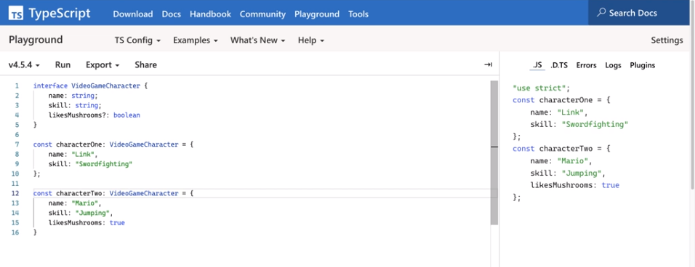 TS TypeScript Download Docs Handbook Community Playground Tools Search Docs
Playground TS Config Examples What's New Help Settings
v4.5.4 Run Export Share
.JS .D.TS Errors Logs Plugins
1 interface VideoGameCharacter {
2 name: string;
3 skill: string;
4 likesMushrooms?: boolean
5 }
6
7 const characterOne: VideoGameCharacter = {
8 name: "Link",
9 skill: "Swordfighting"
10 };
11
12 const characterTwo: VideoGameCharacter = {
13 name: "Mario",
14 skill: "Jumping",
15 likesMushrooms: true
16 }
"use strict";
const characterOne = {
name: "Link",
skill: "Swordfighting"
};
const characterTwo = {
name: "Mario",
skill: "Jumping",
likesMushrooms: true
};